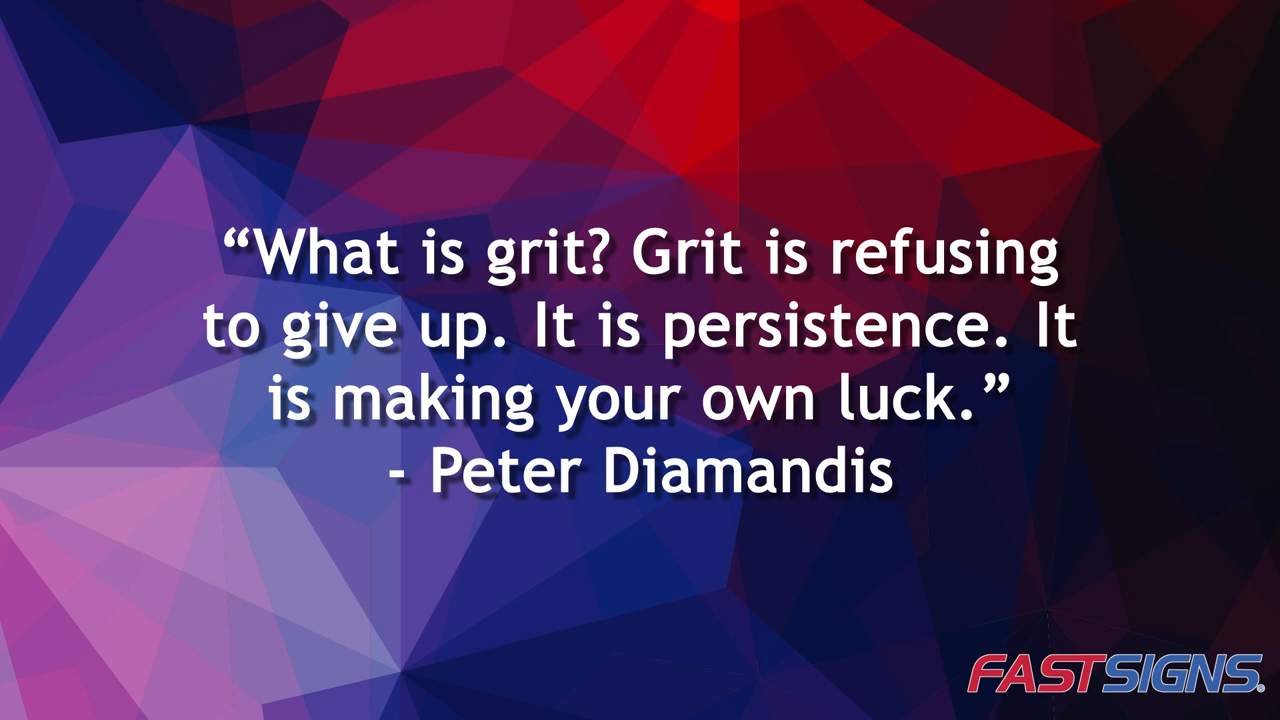 “What is grit? Grit is refusing
to give up. It is persistence. It
is making your own luck.”
- Peter Diamandis
FASTSIGNS®